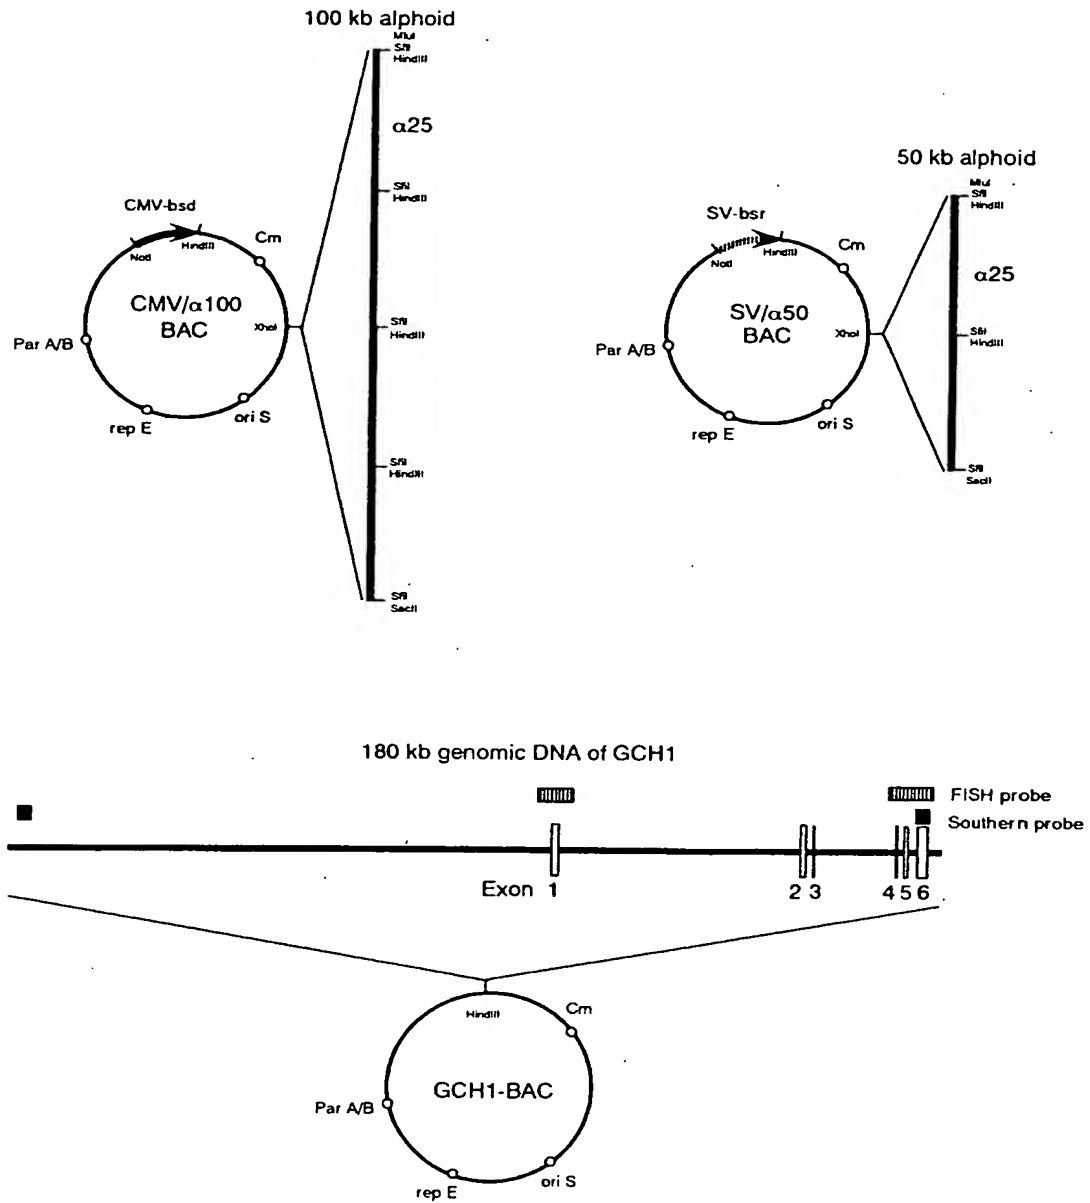 100 kb alphoid
MluI
SfiI
HindIII
α25
SfiI
HindIII
SfiI
HindIII
SfiI
HindIII
SfiI
SacII
CMV-bsd
NotI
HindIII
Cm
CMV/α100
BAC
XhoI
Par A/B
rep E
ori S
50 kb alphoid
MluI
SfiI
HindIII
α25
SfiI
HindIII
SfiI
SacII
SV-bsr
NotI
HindIII
Cm
SV/α50
BAC
XhoI
Par A/B
rep E
ori S
180 kb genomic DNA of GCH1
FISH probe
Southern probe
Exon 1
2 3
4 5 6
HindIII
Cm
GCH1-BAC
Par A/B
rep E
ori S